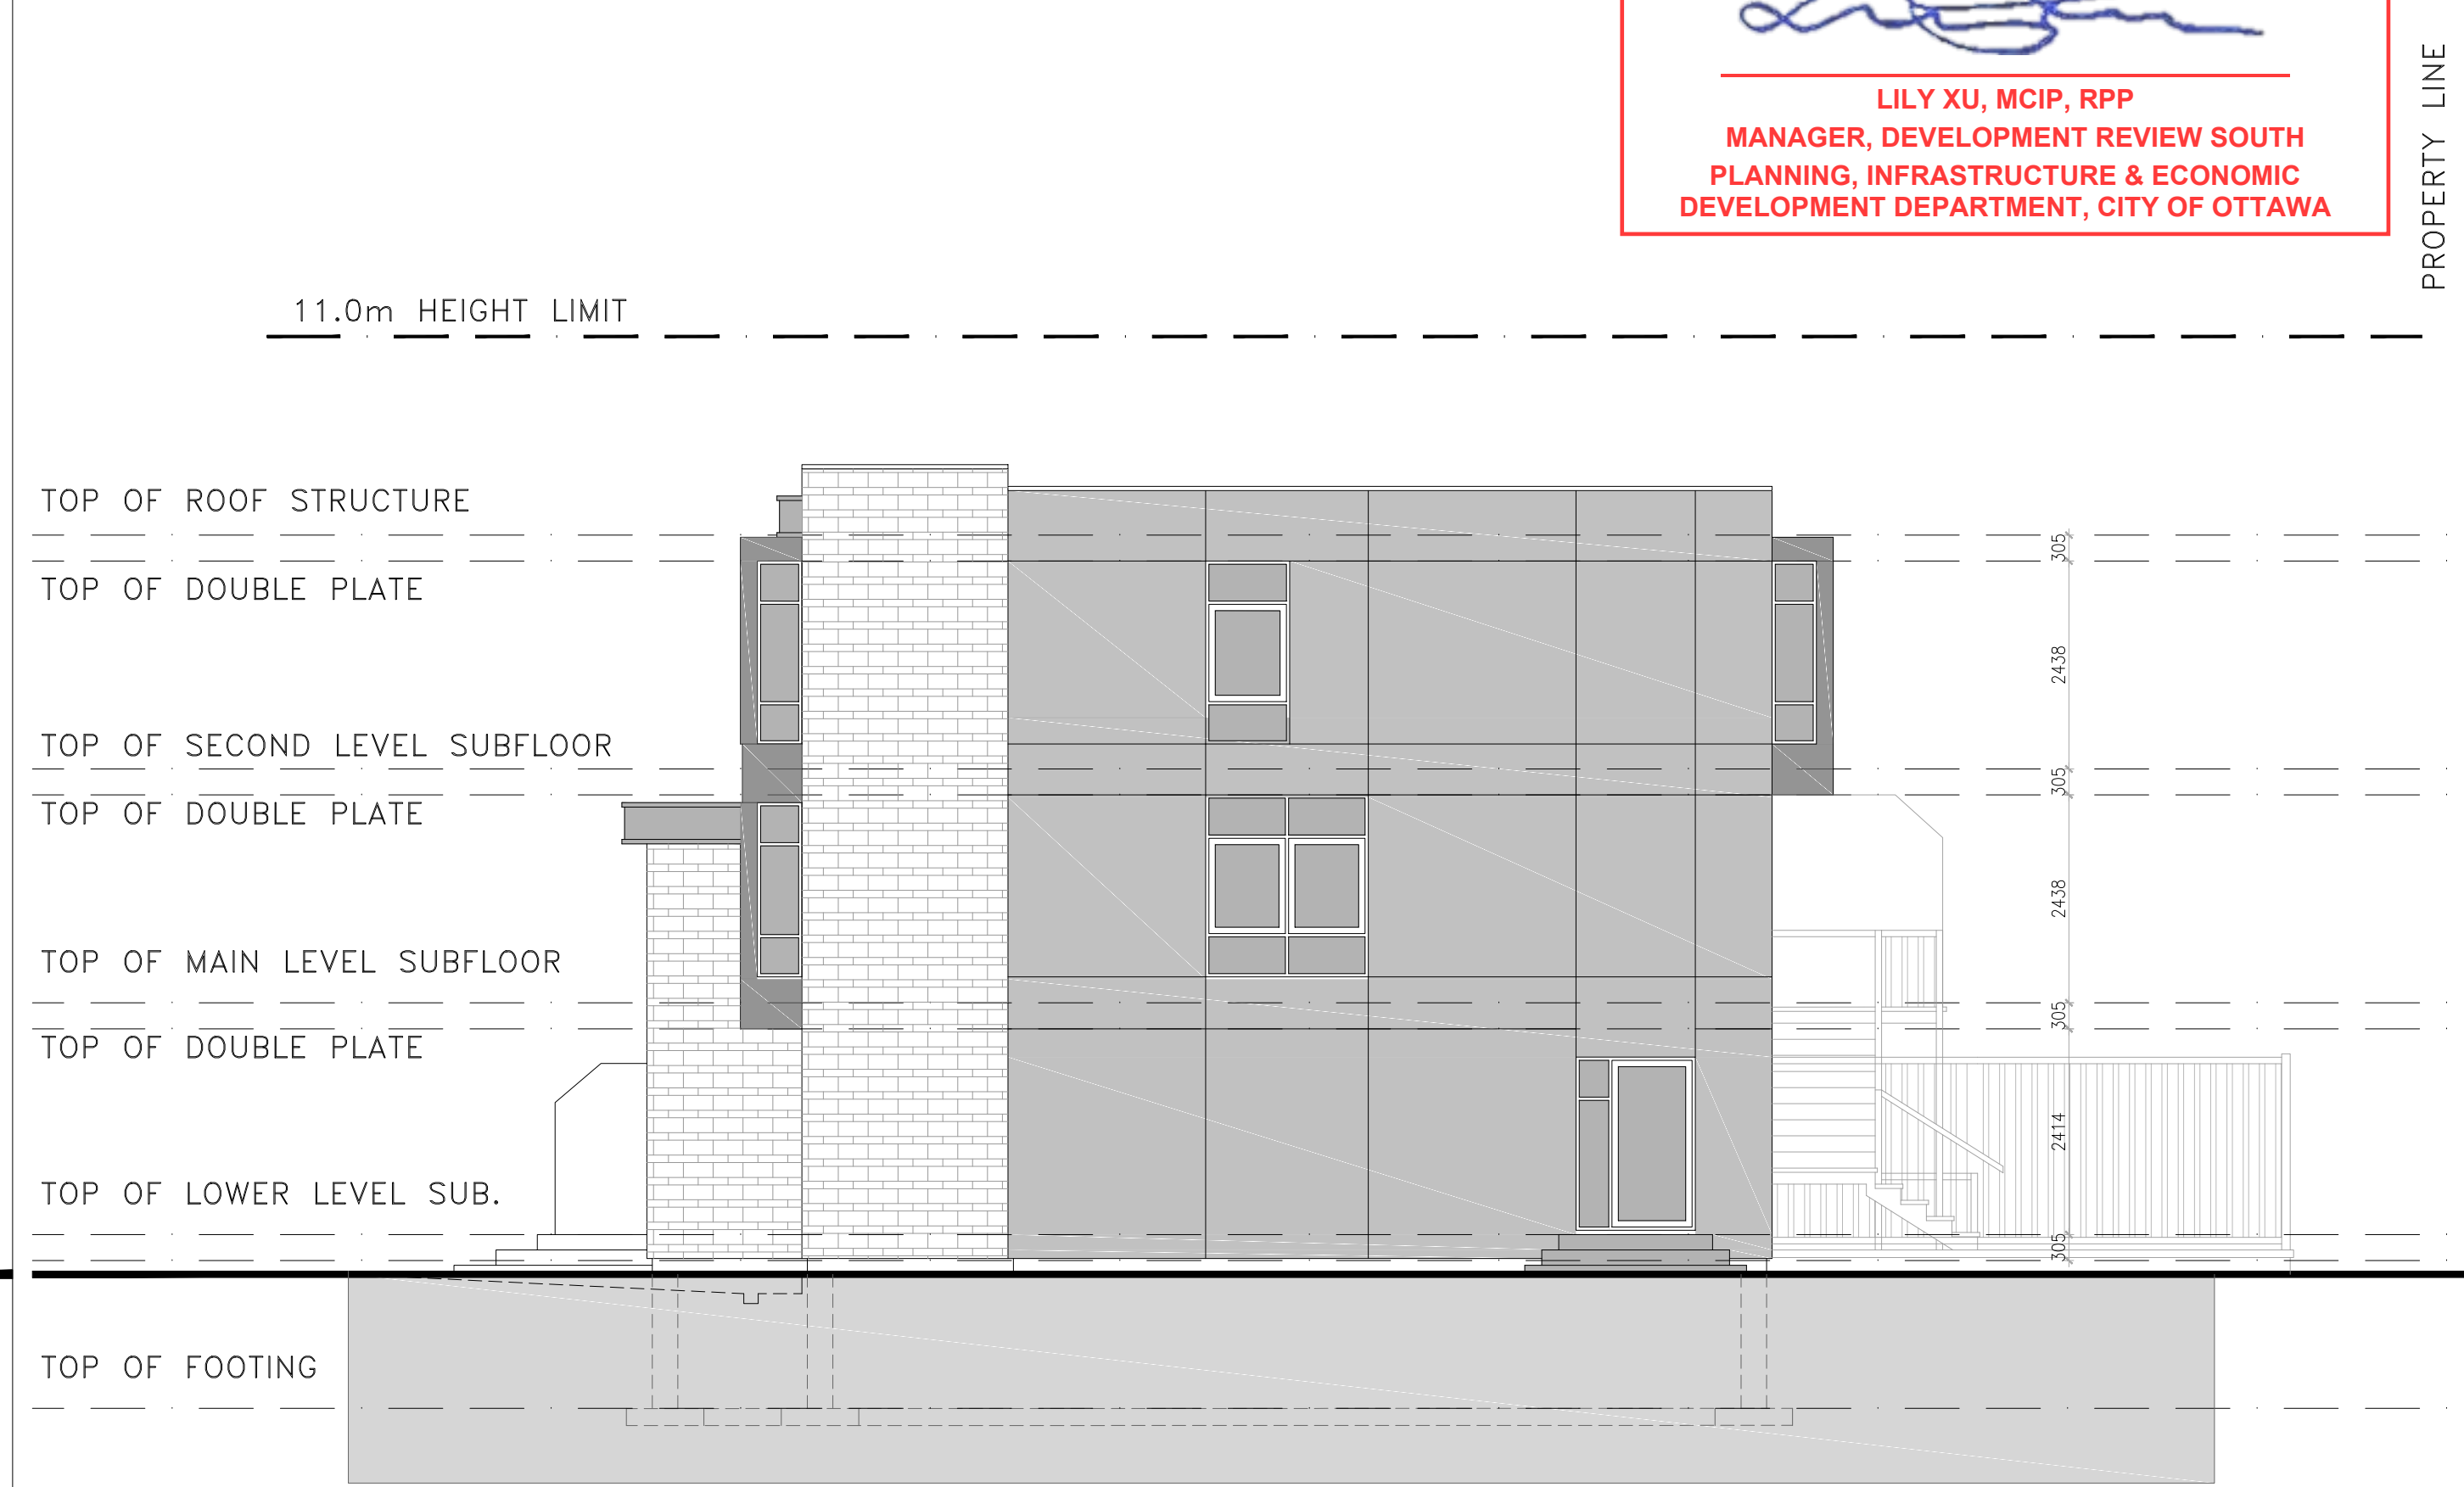 LILY XU, MCIP, RPP
MANAGER, DEVELOPMENT REVIEW SOUTH
PLANNING, INFRASTRUCTURE & ECONOMIC
DEVELOPMENT DEPARTMENT, CITY OF OTTAWA
PROPERTY LINE
11.0m HEIGHT LIMIT
TOP OF ROOF STRUCTURE
305
TOP OF DOUBLE PLATE
2438
TOP OF SECOND LEVEL SUBFLOOR
305
TOP OF DOUBLE PLATE
2438
TOP OF MAIN LEVEL SUBFLOOR
305
TOP OF DOUBLE PLATE
2414
TOP OF LOWER LEVEL SUB.
305
TOP OF FOOTING